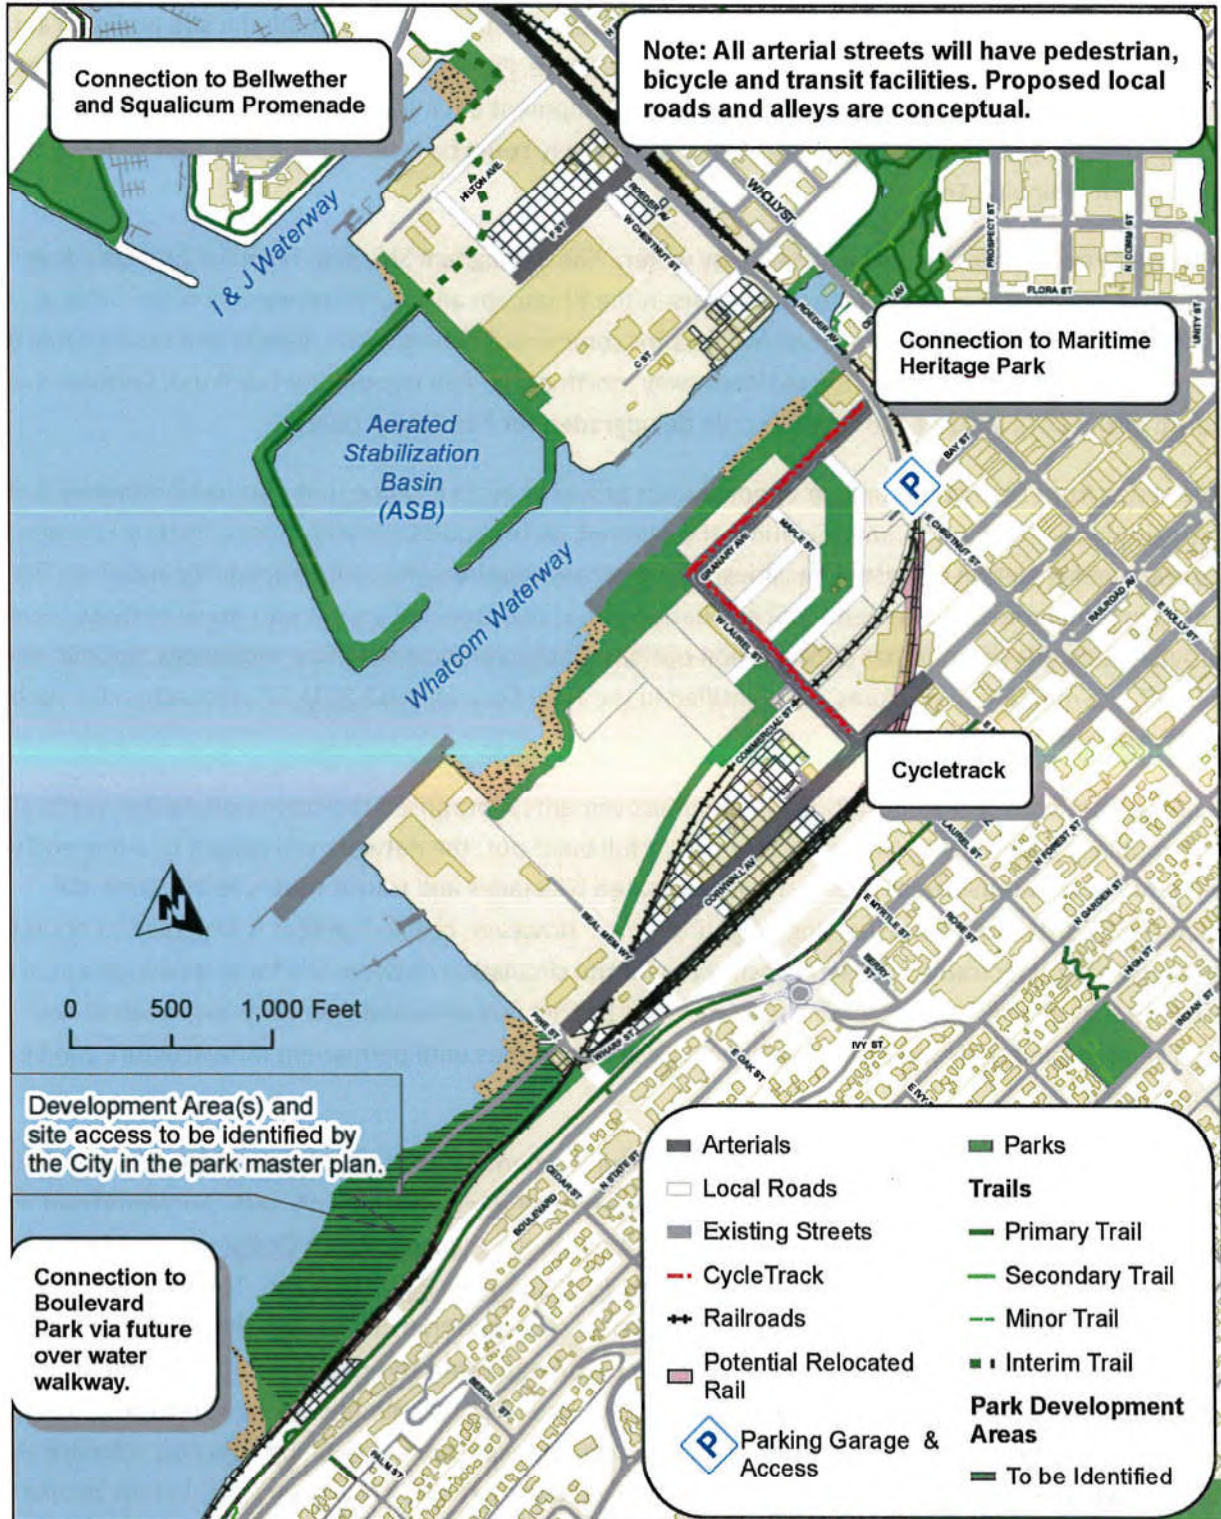 Connection to Bellwether
and Squalicum Promenade
Note: All arterial streets will have pedestrian,
bicycle and transit facilities. Proposed local
roads and alleys are conceptual.
I & J Waterway
HILTON AVE.
F ST
ROEDER AV
W CHESTNUT ST
W HOLLY ST
C ST
ROEDER AV
PROSPECT ST
N COMM ST
FLORA ST
UNITY ST
Connection to Maritime
Heritage Park
Aerated
Stabilization
Basin
(ASB)
Whatcom Waterway
P
BAY ST
E CHESTNUT ST
RAILROAD AV
E HOLLY ST
MAPLE ST
GRANARY AVE
W LAUREL ST
COMMERCIAL ST
Cycletrack
CORNWALL AV
BEAL MEM WY
LAUREL ST
N FOREST ST
N GARDEN ST
HIGH ST
INDIAN ST
E MYRTLE ST
ROSE ST
BERRY ST
IVY ST
E OAK ST
PINE ST
WHARF ST
N
0 500 1,000 Feet
Development Area(s) and
site access to be identified by
the City in the park master plan.
CEDAR ST
N STATE ST
BOULEVARD
BEECH ST
PALM ST
Connection to
Boulevard
Park via future
over water
walkway.
Arterials
Local Roads
Existing Streets
CycleTrack
Railroads
Potential Relocated
Rail
P Parking Garage &
Access
Parks
Trails
Primary Trail
Secondary Trail
Minor Trail
Interim Trail
Park Development
Areas
To be Identified